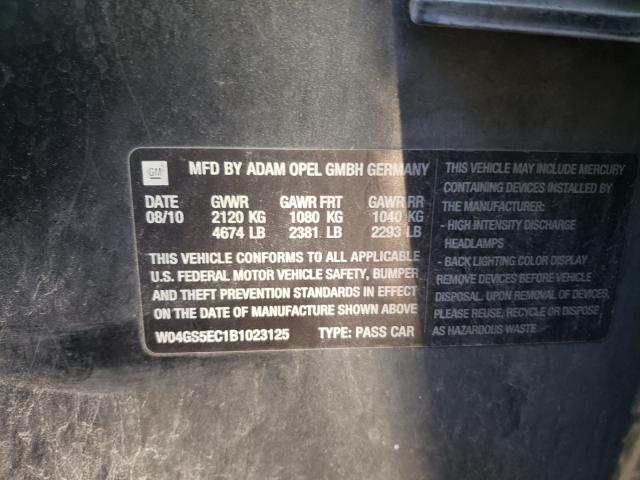 GM
MFD BY ADAM OPEL GMBH GERMANY
DATE GVWR GAWR FRT GAWR RR
08/10 2120 KG 1080 KG 1040 KG
4674 LB 2381 LB 2293 LB
THIS VEHICLE CONFORMS TO ALL APPLICABLE
U.S. FEDERAL MOTOR VEHICLE SAFETY, BUMPER
AND THEFT PREVENTION STANDARDS IN EFFECT
ON THE DATE OF MANUFACTURE SHOWN ABOVE
W04GS5EC1B1023125 TYPE: PASS CAR
THIS VEHICLE MAY INCLUDE MERCURY
CONTAINING DEVICES INSTALLED BY
THE MANUFACTURER:
- HIGH INTENSITY DISCHARGE
HEADLAMPS
- BACK LIGHTING COLOR DISPLAY
REMOVE DEVICES BEFORE VEHICLE
DISPOSAL. UPON REMOVAL OF DEVICES,
PLEASE REUSE, RECYCLE OR DISPOSE
AS HAZARDOUS WASTE